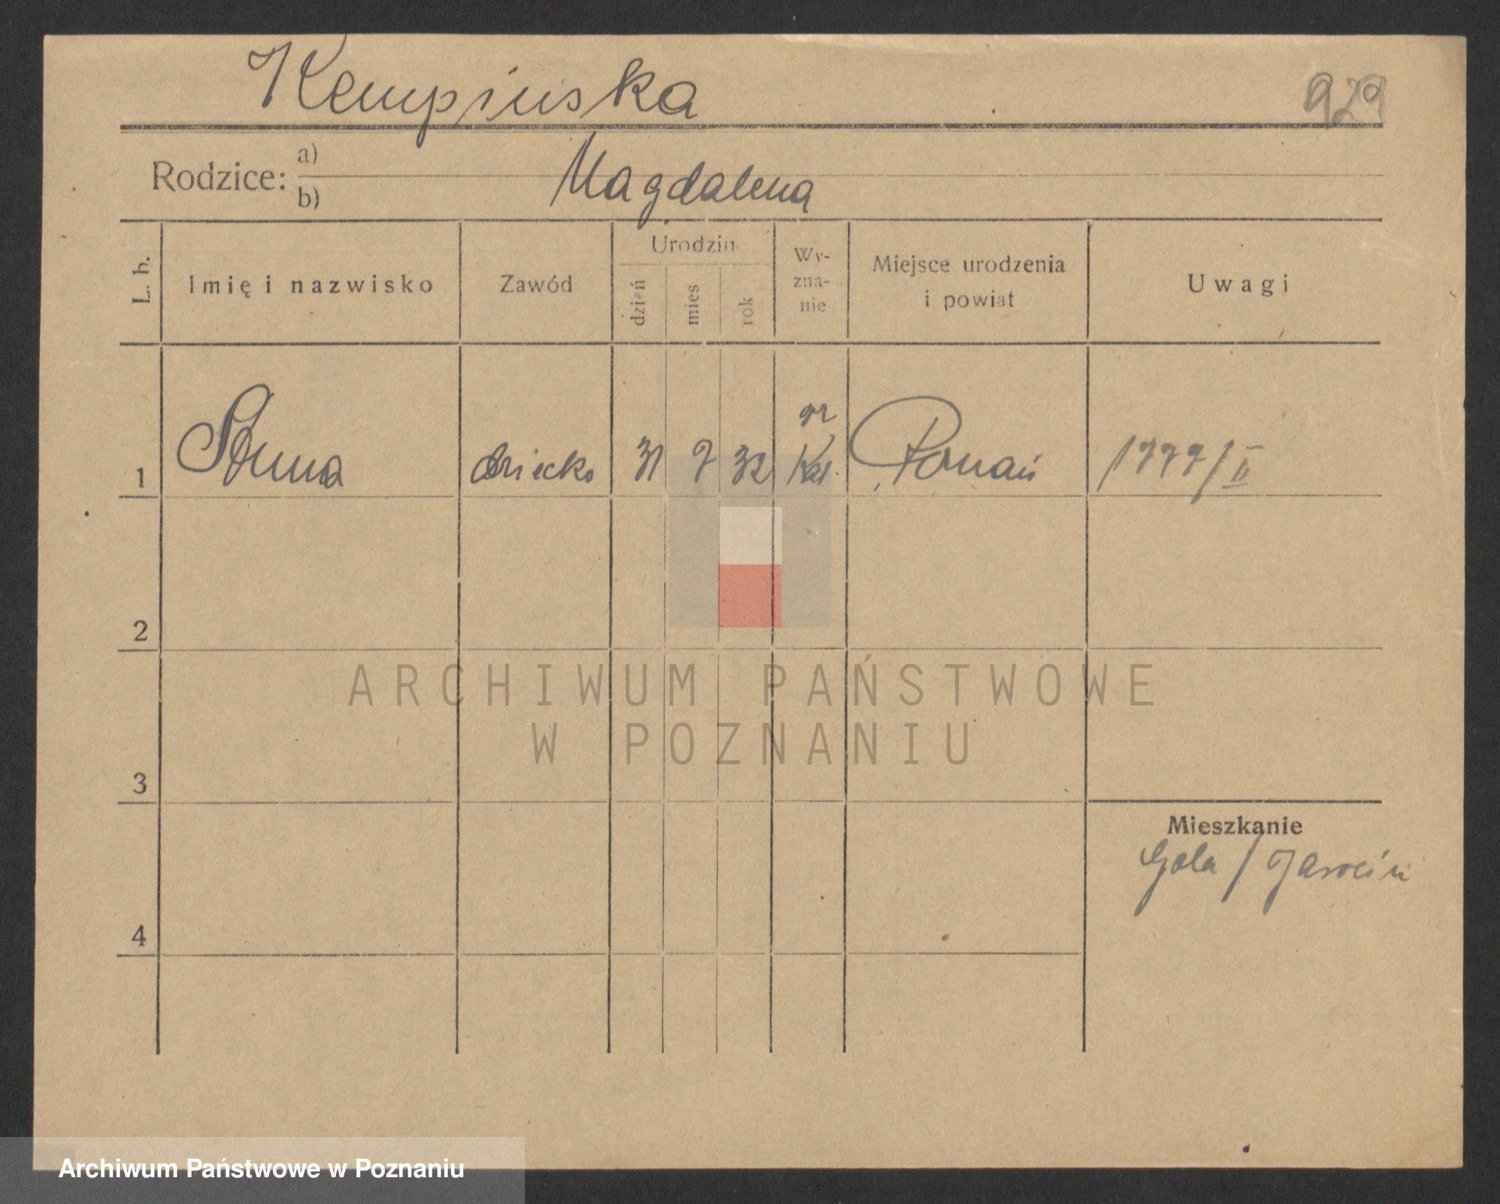 Kempińska 929
Rodzice: a)
b) Magdalena
L. b. Imię i nazwisko Zawód Urodzin dzień mies rok Wy-zna-nie Miejsce urodzenia i powiat Uwagi
1 Anna dziecko 31 7 32 rz Kat. Poznań 1777/II
2
3
Mieszkanie
Gola / Jarocin
4
ARCHIWUM PAŃSTWOWE
W POZNANIU
Archiwum Państwowe w Poznaniu